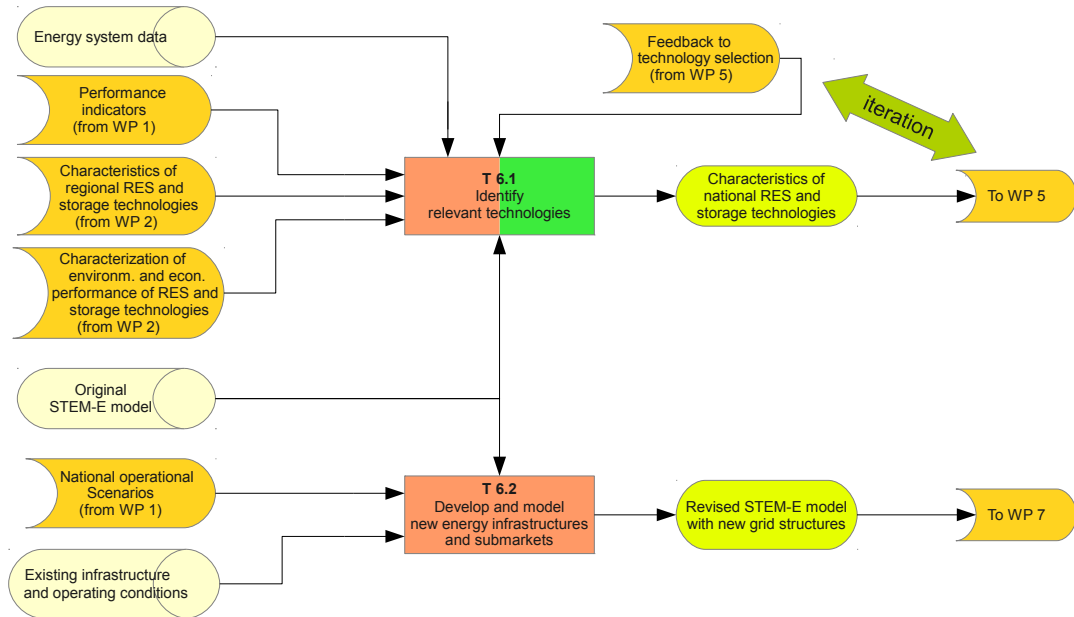 Energy system data
Performance
indicators
(from WP 1)
Characteristics of
regional RES and
storage technologies
(from WP 2)
Characterization of
environm. and econ.
performance of RES and
storage technologies
(from WP 2)
Feedback to
technology selection
(from WP 5)
iteration
T 6.1
Identify
relevant technologies
Characteristics of
national RES and
storage technologies
To WP 5
Original
STEM-E model
National operational
Scenarios
(from WP 1)
Existing infrastructure
and operating conditions
T 6.2
Develop and model
new energy infrastructures
and submarkets
Revised STEM-E model
with new grid structures
To WP 7